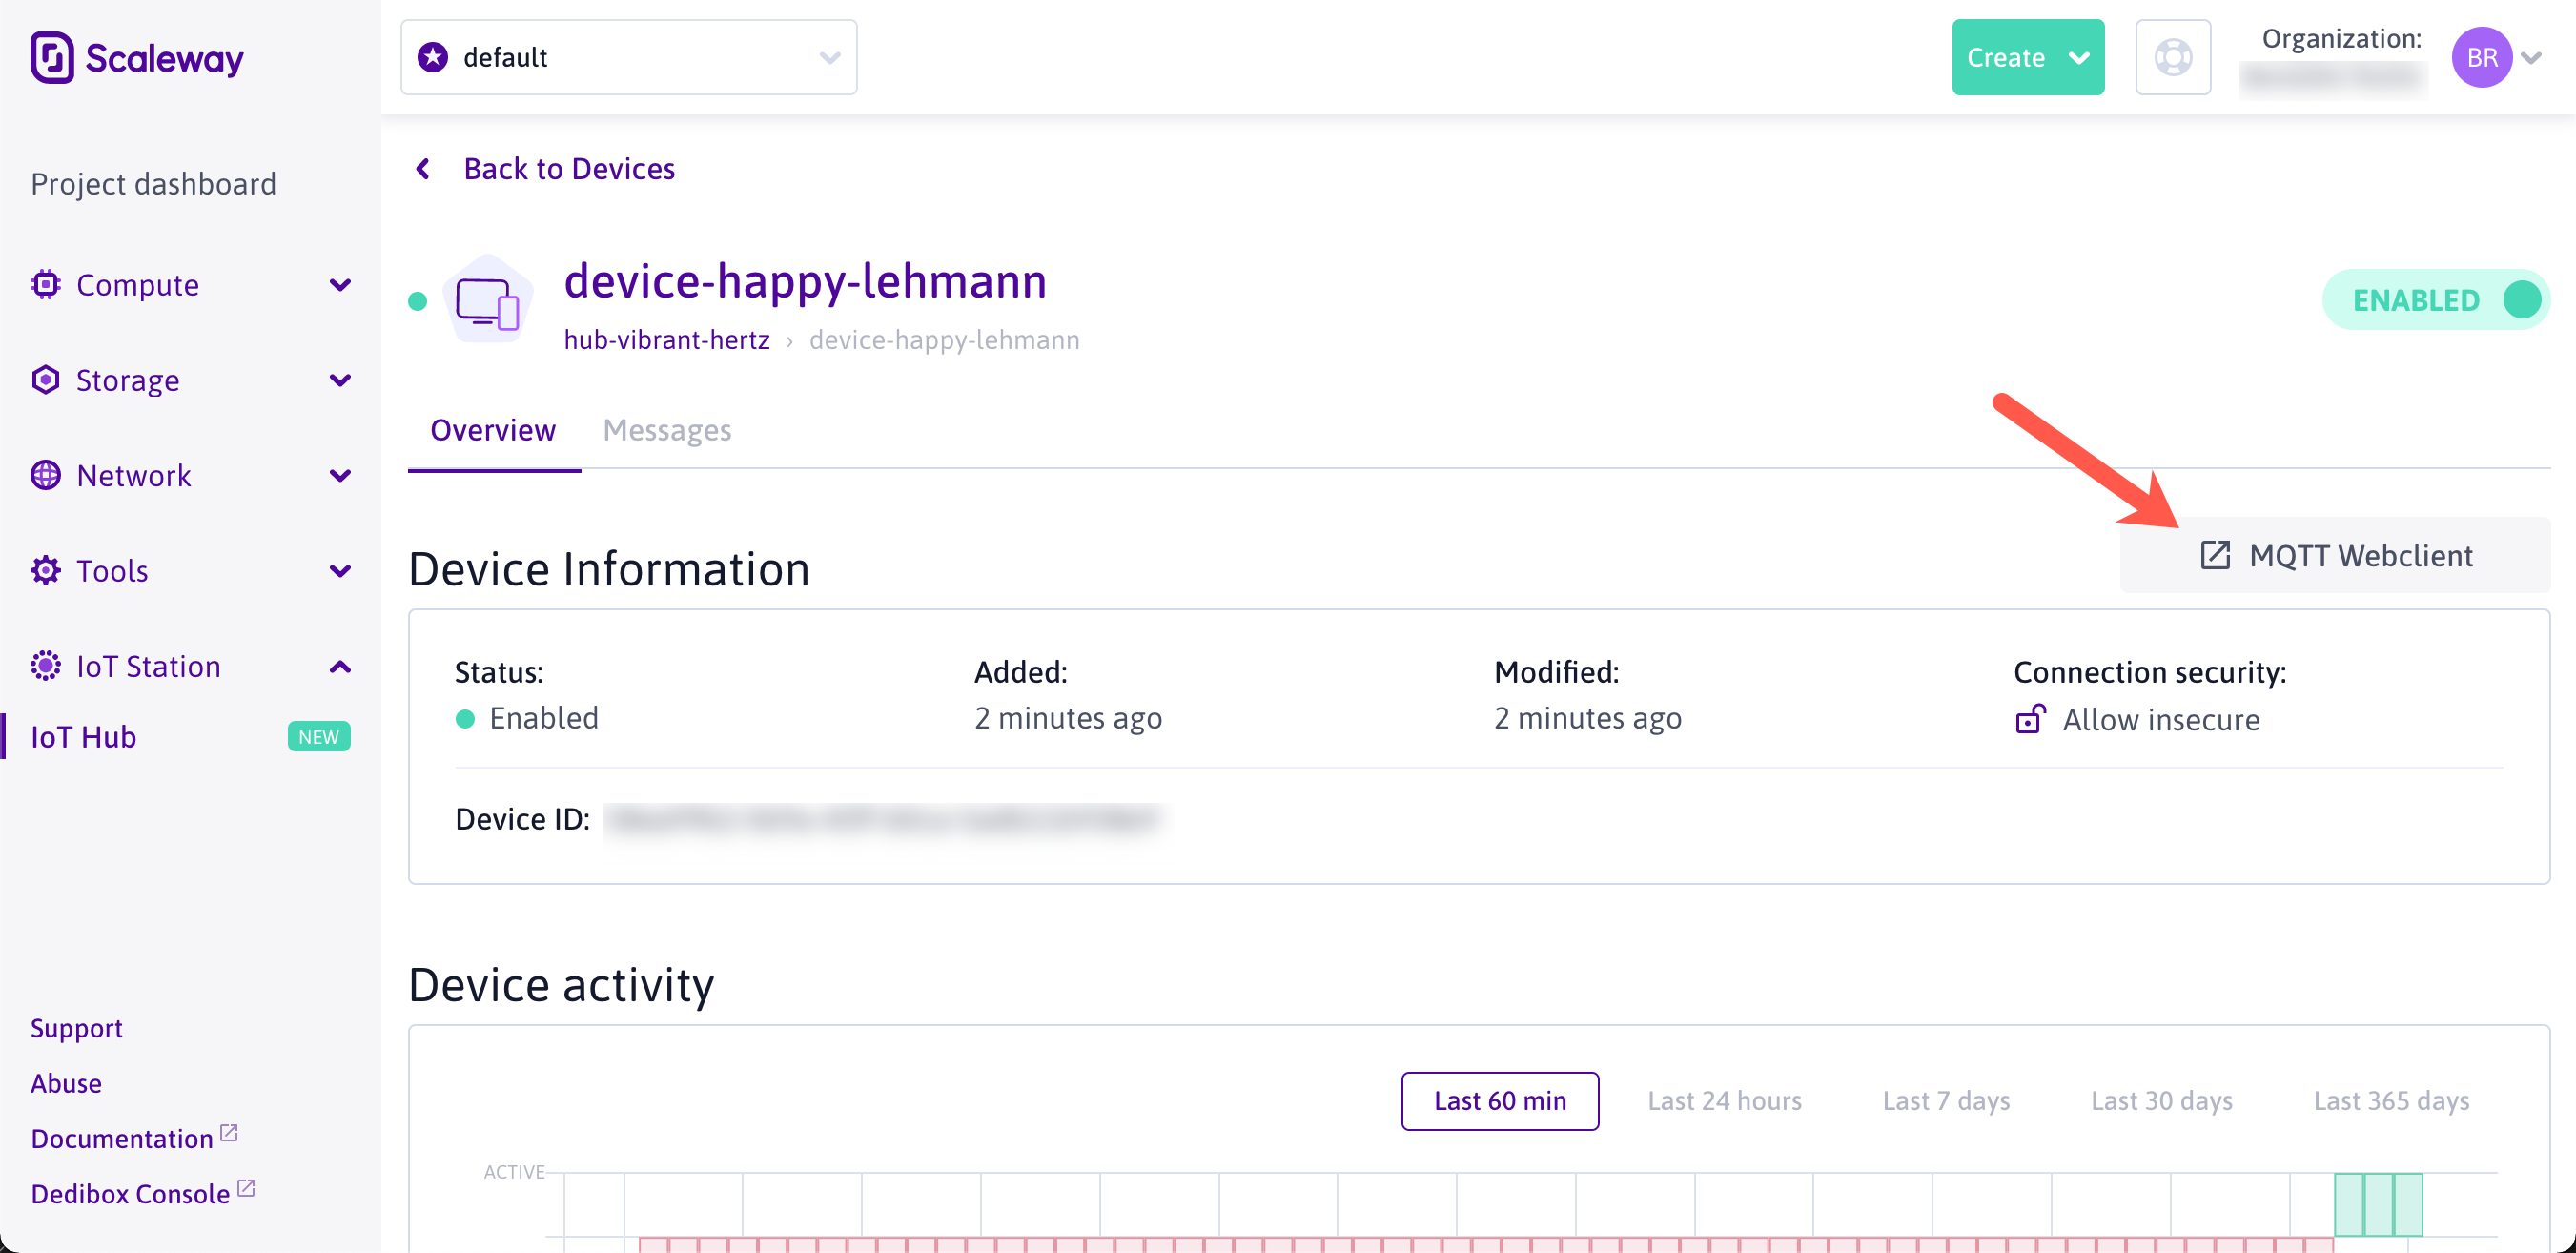 Scaleway
default
Create
Organization:
BR
Project dashboard
Compute
Storage
Network
Tools
IoT Station
IoT Hub
NEW
Support
Abuse
Documentation
Dedibox Console
Back to Devices
device-happy-lehmann
hub-vibrant-hertz › device-happy-lehmann
ENABLED
Overview
Messages
Device Information
MQTT Webclient
Status:
Enabled
Added:
2 minutes ago
Modified:
2 minutes ago
Connection security:
Allow insecure
Device ID:
Device activity
Last 60 min
Last 24 hours
Last 7 days
Last 30 days
Last 365 days
ACTIVE